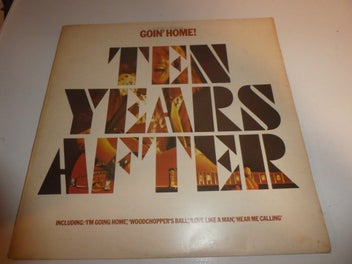 GOIN' HOME!
TEN
YEARS
AFTER
INCLUDING: 'I'M GOING HOME', 'WOODCHOPPER'S BALL', 'LOVE LIKE A MAN', 'HEAR ME CALLING'